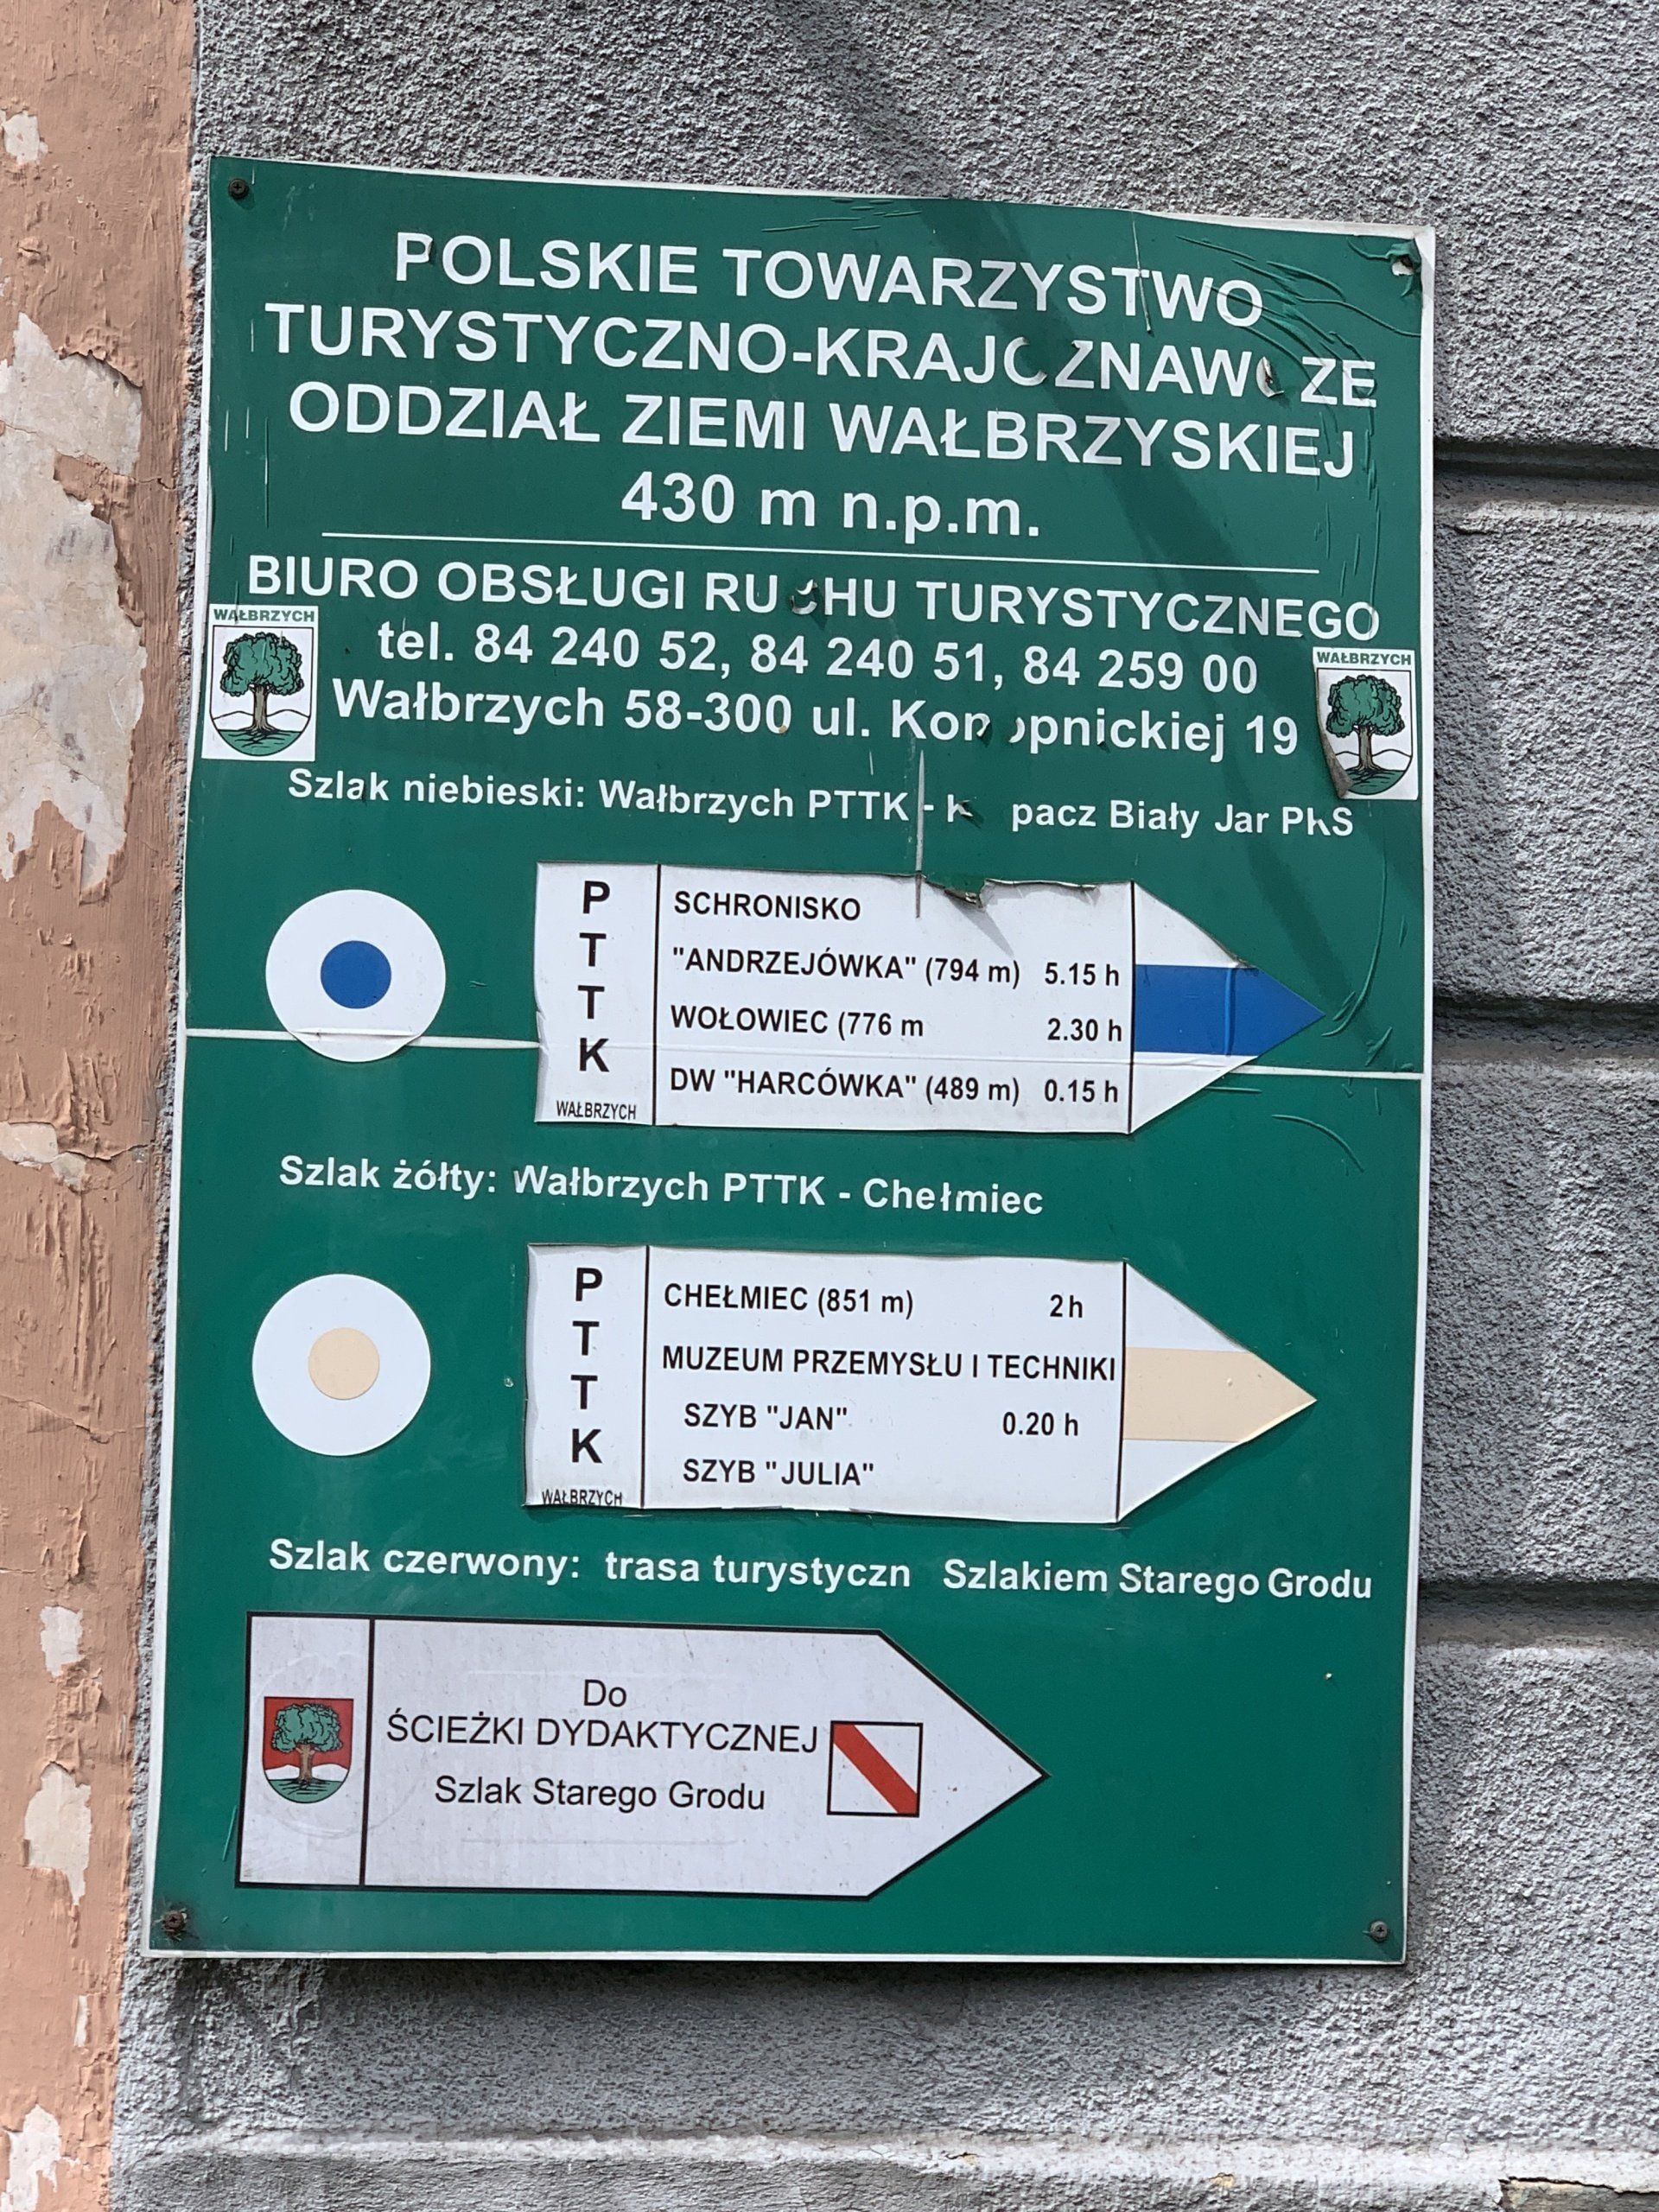 POLSKIE TOWARZYSTWO
TURYSTYCZNO-KRAJOZNAWCZE
ODDZIAŁ ZIEMI WAŁBRZYSKIEJ
430 m n.p.m.
BIURO OBSŁUGI RUCHU TURYSTYCZNEGO
WAŁBRZYCH
tel. 84 240 52, 84 240 51, 84 259 00
WAŁBRZYCH
Wałbrzych 58-300 ul. Konopnickiej 19
Szlak niebieski: Wałbrzych PTTK - K pacz Biały Jar PKS
PTTK
WAŁBRZYCH
SCHRONISKO
"ANDRZEJÓWKA" (794 m) 5.15 h
WOŁOWIEC (776 m 2.30 h
DW "HARCÓWKA" (489 m) 0.15 h
Szlak żółty: Wałbrzych PTTK - Chełmiec
PTTK
WAŁBRZYCH
CHEŁMIEC (851 m) 2 h
MUZEUM PRZEMYSŁU I TECHNIKI
SZYB "JAN" 0.20 h
SZYB "JULIA"
Szlak czerwony: trasa turystyczn Szlakiem Starego Grodu
Do
ŚCIEŻKI DYDAKTYCZNEJ
Szlak Starego Grodu